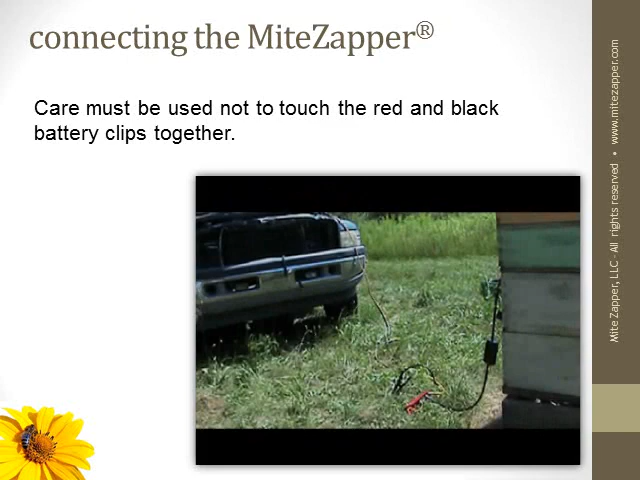 connecting the MiteZapper®
Care must be used not to touch the red and black
battery clips together.
Mite Zapper, LLC - All rights reserved • www.mitezapper.com